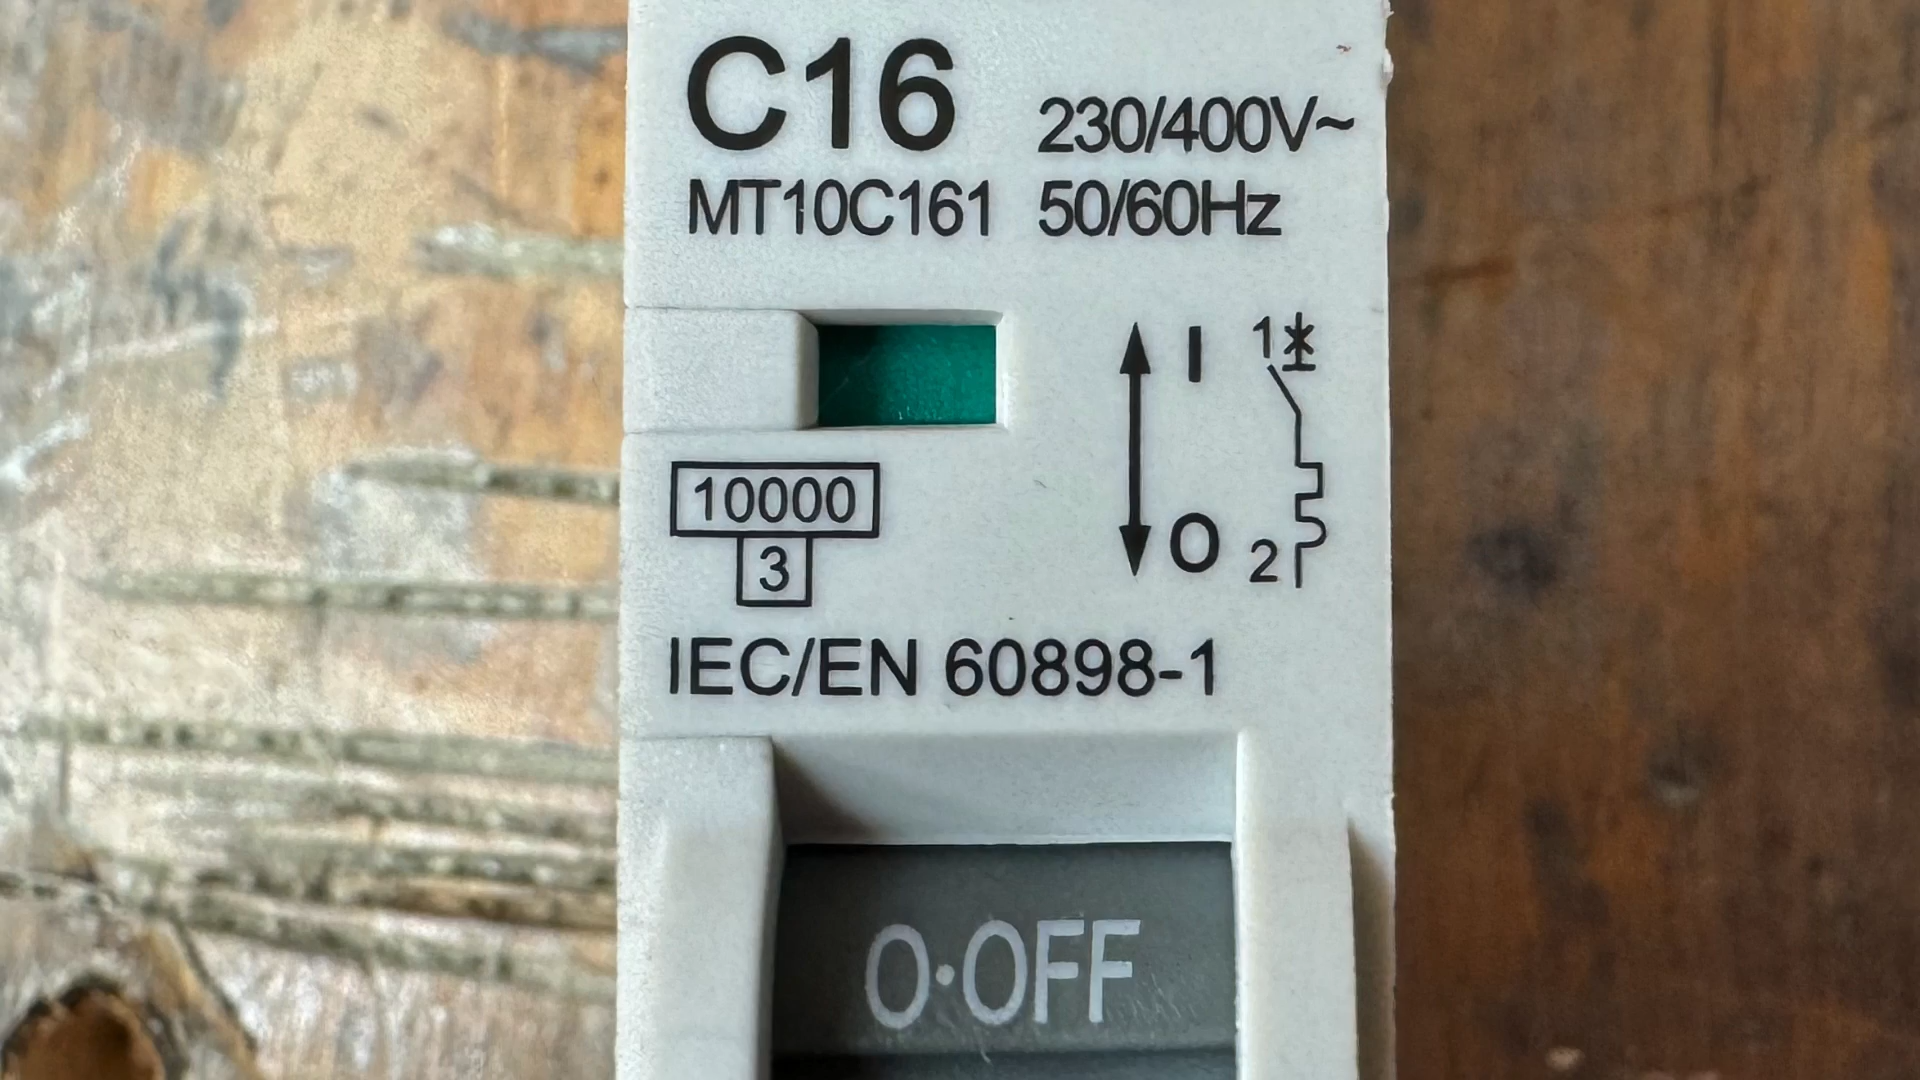 C16 230/400V~
MT10C161 50/60Hz
I 1
10000
3
O 2
IEC/EN 60898-1
O·OFF